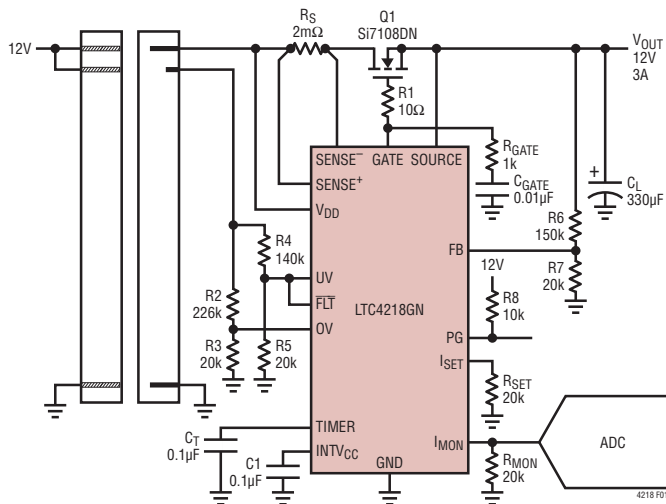 12V
RS
2mΩ
Q1
Si7108DN
VOUT
12V
3A
R1
10Ω
SENSE– GATE SOURCE
SENSE+
VDD
RGATE
1k
CGATE
0.01µF
+
CL
330µF
R4
140k
R6
150k
FB
UV
FLT
R2
226k
LTC4218GN
12V
R7
20k
R8
10k
OV
PG
R3
20k
R5
20k
ISET
RSET
20k
TIMER
CT
0.1µF
INTVCC
C1
0.1µF
IMON
ADC
RMON
20k
GND
4218 F01